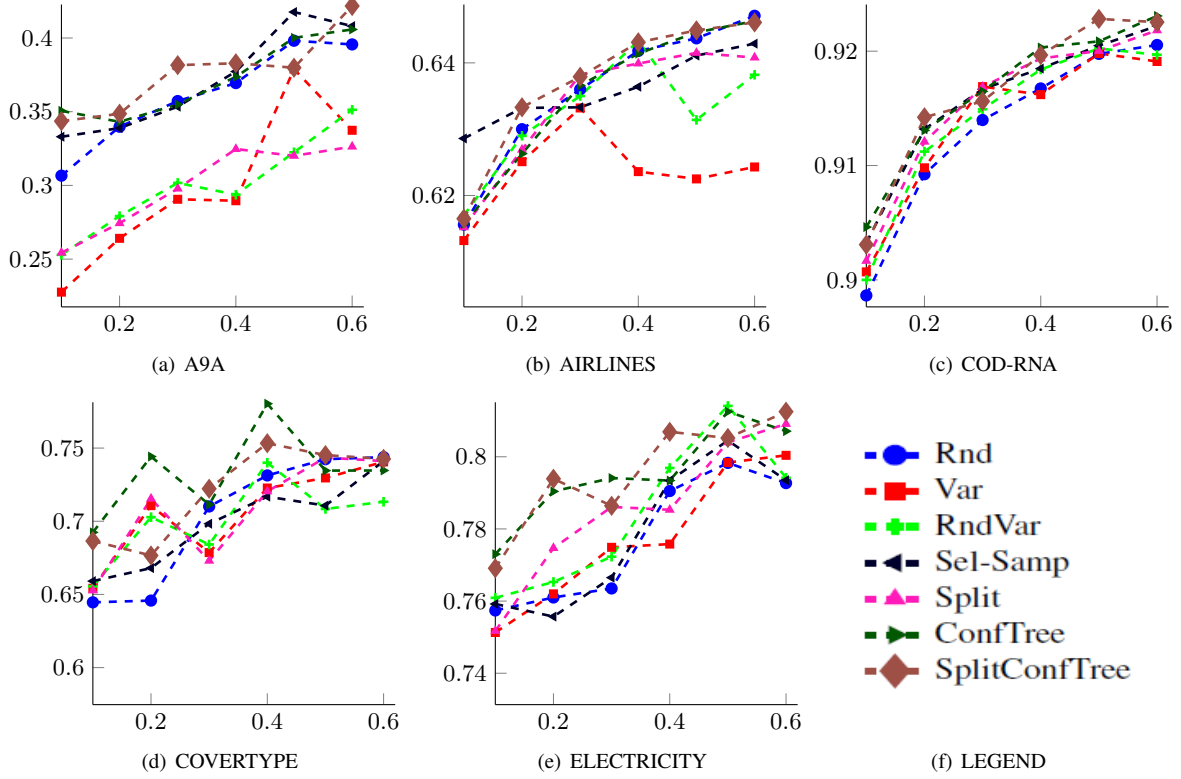 0.4
0.35
0.3
0.25
0.2 0.4 0.6
(a) A9A
0.64
0.62
0.2 0.4 0.6
(b) AIRLINES
0.92
0.91
0.9
0.2 0.4 0.6
(c) COD-RNA
0.75
0.7
0.65
0.6
0.2 0.4 0.6
(d) COVERTYPE
0.8
0.78
0.76
0.74
0.2 0.4 0.6
(e) ELECTRICITY
Rnd
Var
RndVar
Sel-Samp
Split
ConfTree
SplitConfTree
(f) LEGEND